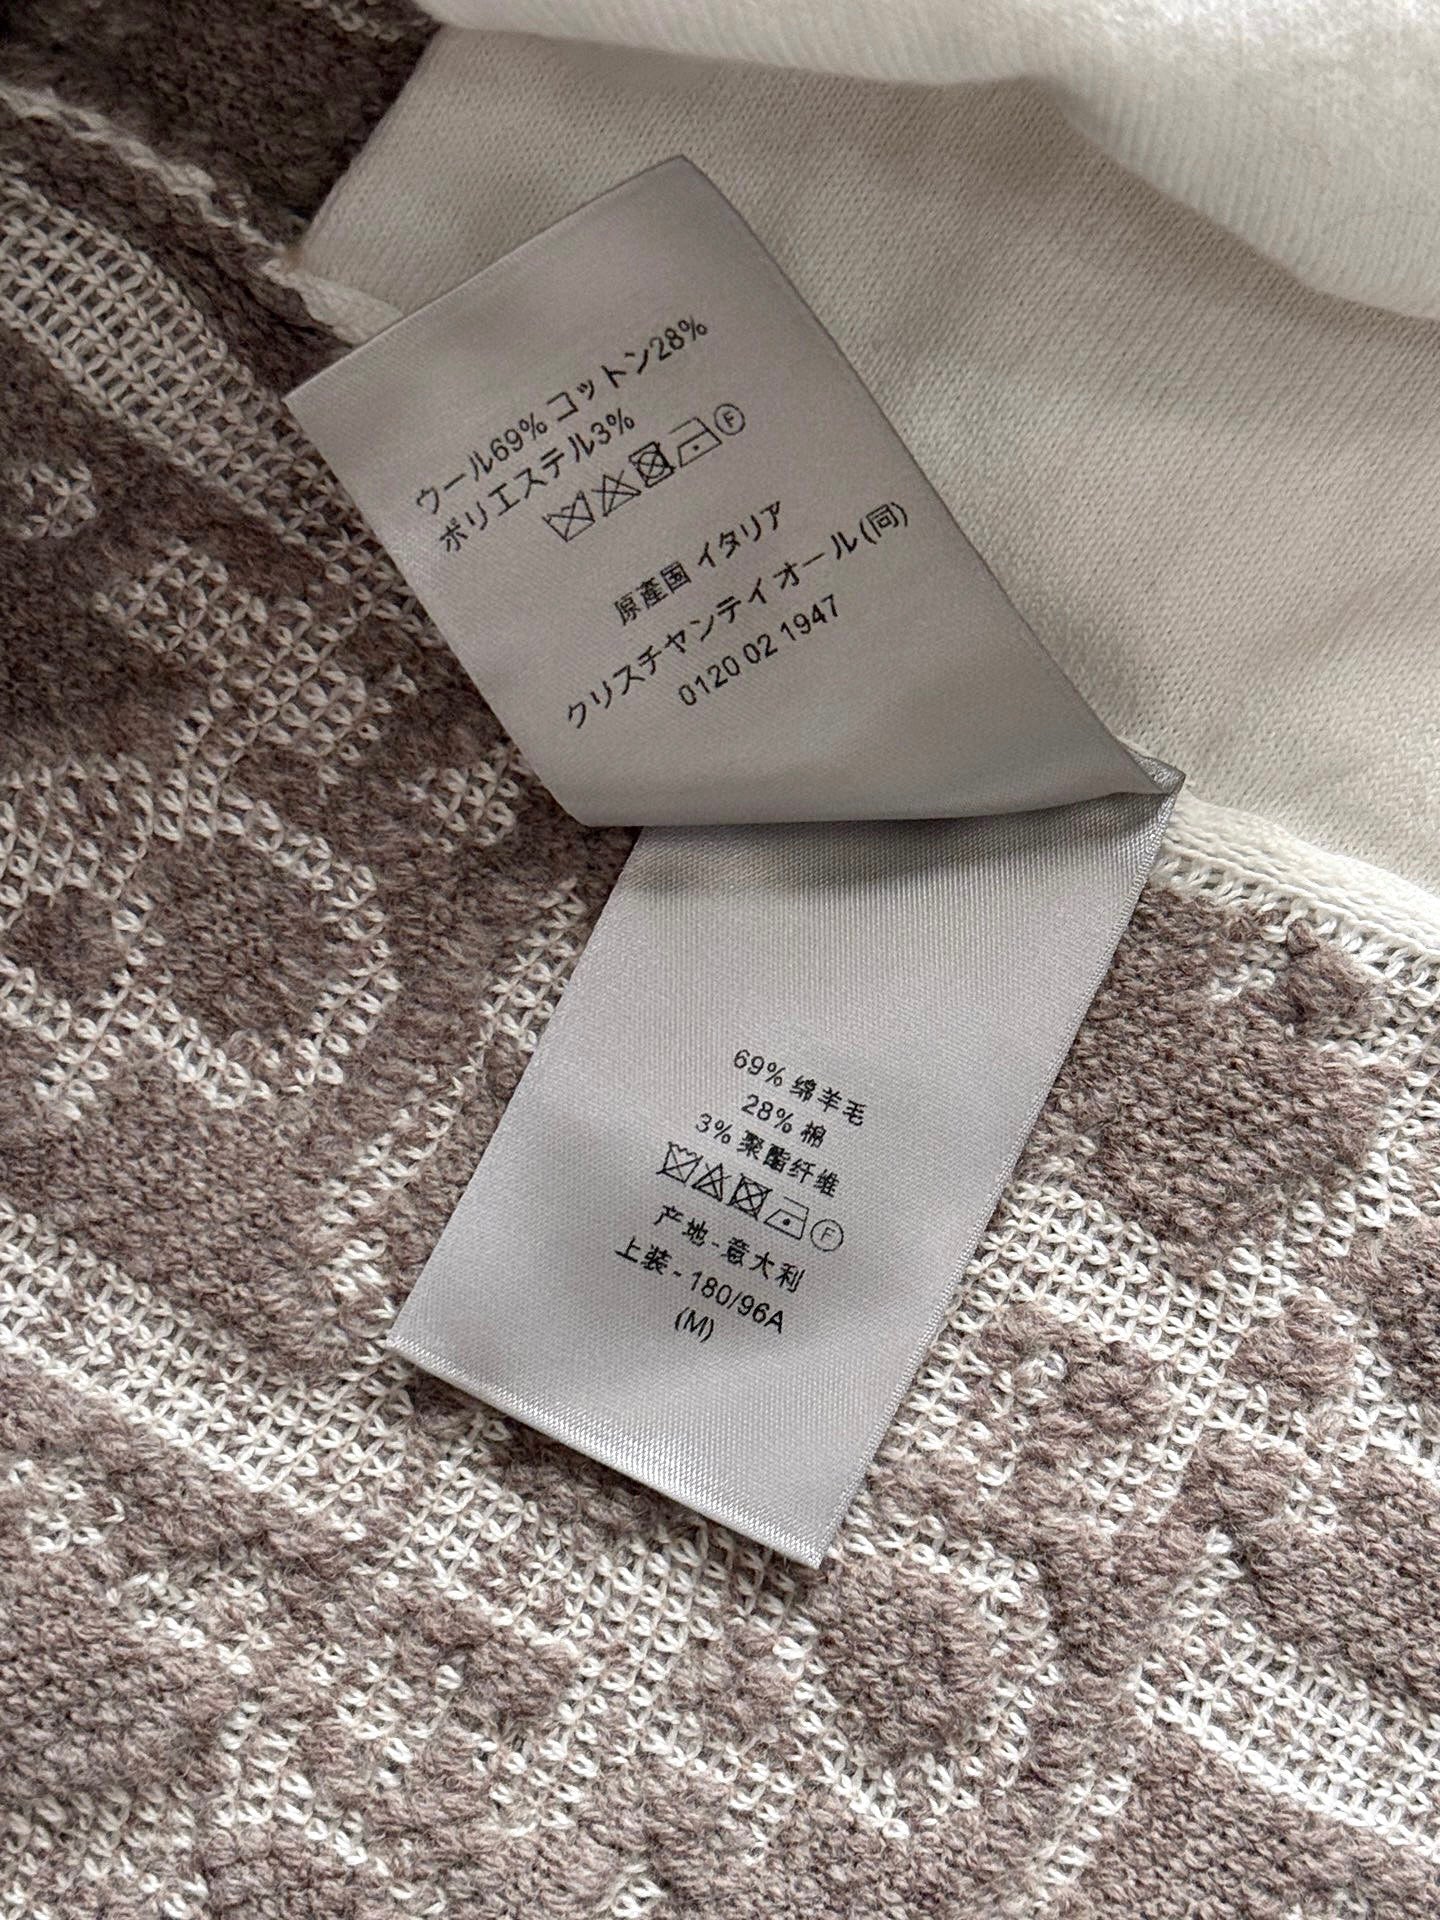 ウール69% コットン28%
ポリエステル3%
F
原産国 イタリア
クリスチャンティオール(同)
0120 02 1947
69% 绵羊毛
28% 棉
3% 聚酯纤维
F
产地-意大利
上装-180/96A
(M)